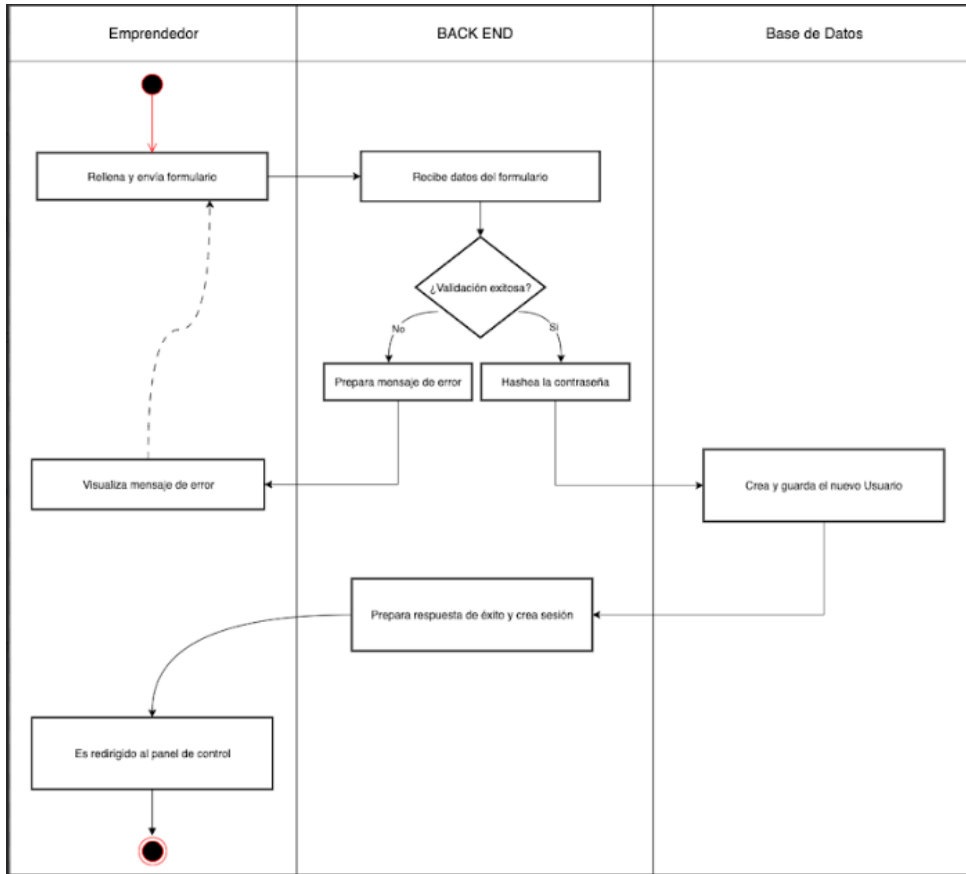 Emprendedor
BACK END
Base de Datos
Rellena y envía formulario
Recibe datos del formulario
¿Validación exitosa?
No
Si
Prepara mensaje de error
Hashea la contraseña
Visualiza mensaje de error
Crea y guarda el nuevo Usuario
Prepara respuesta de éxito y crea sesión
Es redirigido al panel de control